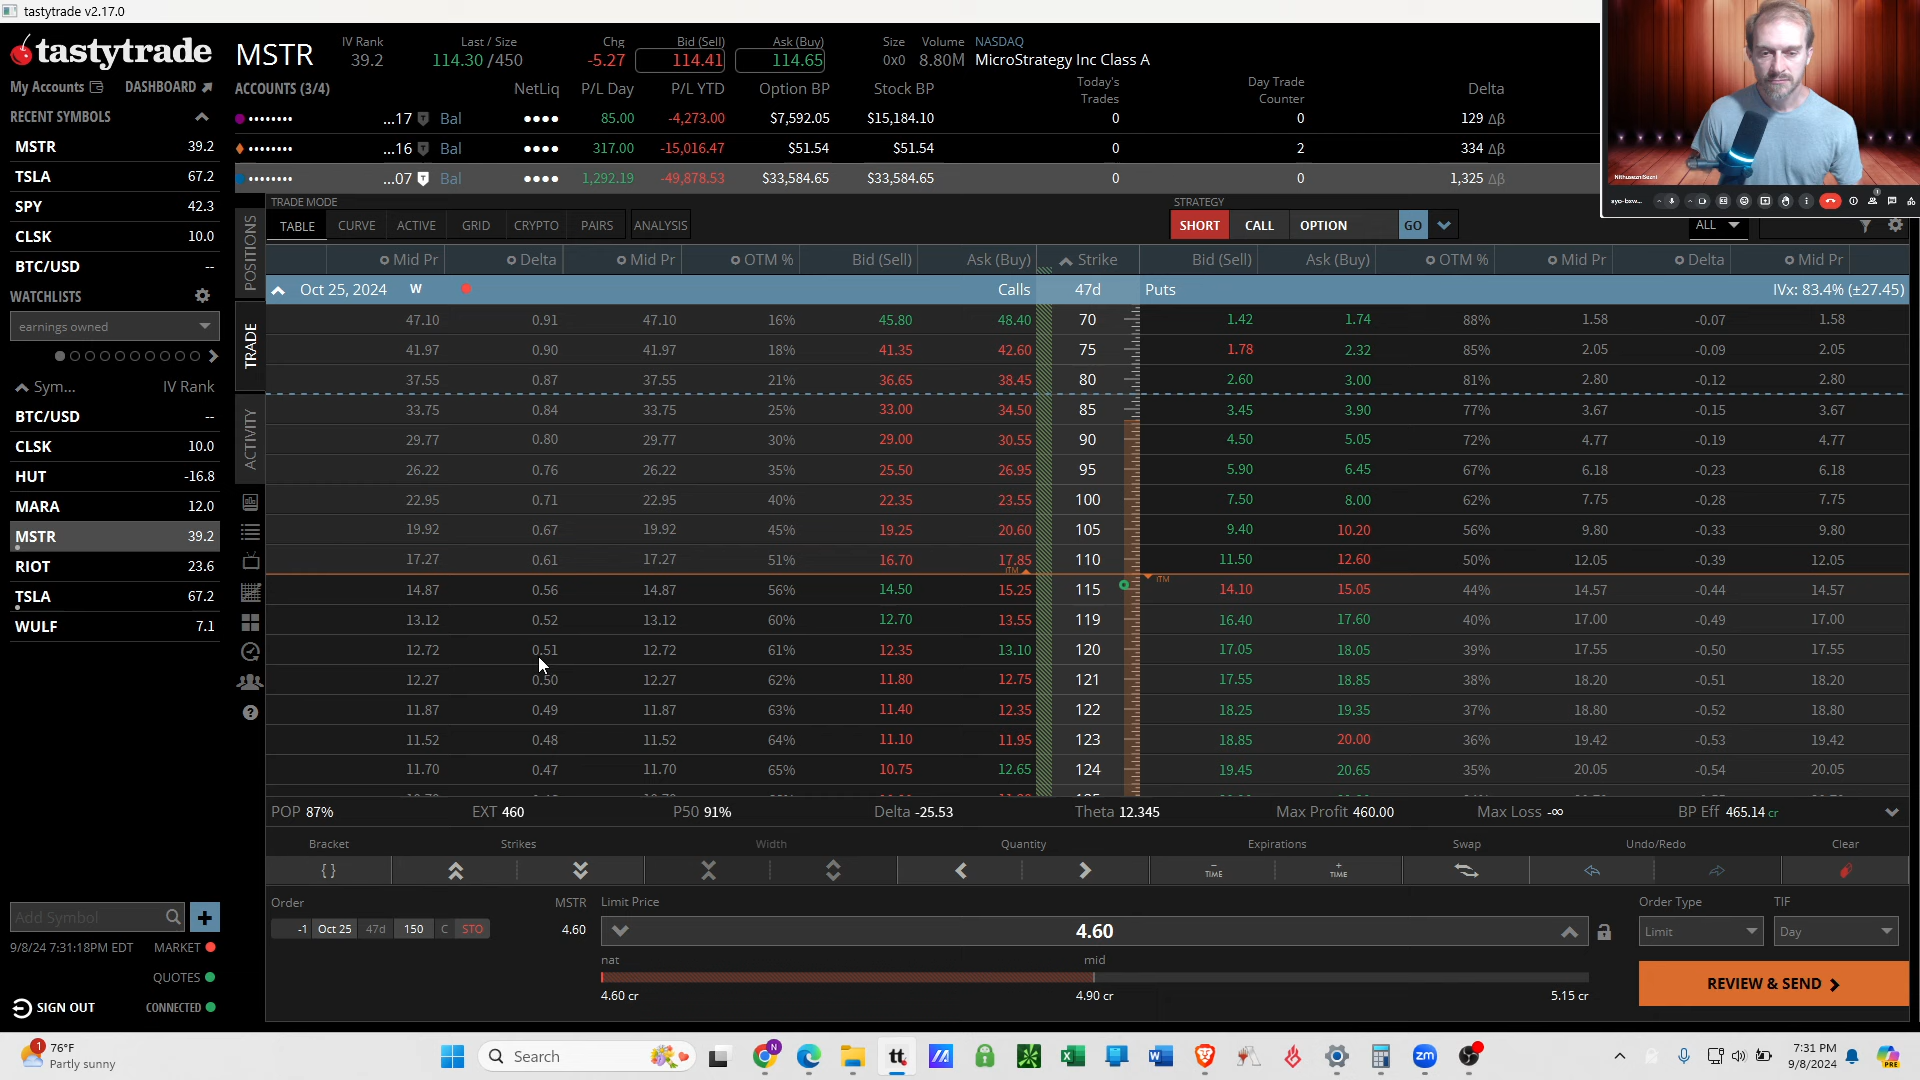 tastytrade v2.17.0
tastytrade
MSTR
IV Rank
39.2
Last / Size
114.30 /450
Chg
-5.27
Bid (Sell)
114.41
Ask (Buy)
114.65
Size
0x0
Volume
8.80M
NASDAQ
MicroStrategy Inc Class A
My Accounts DASHBOARD
ACCOUNTS (3/4) NetLiq P/L Day P/L YTD Option BP Stock BP Today's Trades Day Trade Counter Delta
...17 Bal 85.00 -4,273.00 $7,592.05 $15,184.10 0 0 129 Δβ
...16 Bal 317.00 -15,016.47 $51.54 $51.54 0 2 334 Δβ
...07 Bal 1,292.19 -49,878.53 $33,584.65 $33,584.65 0 0 1,325 Δβ
RECENT SYMBOLS
MSTR 39.2
TSLA 67.2
SPY 42.3
CLSK 10.0
BTC/USD --
WATCHLISTS
earnings owned
Sym... IV Rank
BTC/USD --
CLSK 10.0
HUT -16.8
MARA 12.0
MSTR 39.2
RIOT 23.6
TSLA 67.2
WULF 7.1
Add Symbol
9/8/24 7:31:18PM EDT MARKET
QUOTES
SIGN OUT CONNECTED
POSITIONS
TRADE
ACTIVITY
TRADE MODE
TABLE CURVE ACTIVE GRID CRYPTO PAIRS ANALYSIS
STRATEGY
SHORT CALL OPTION GO
ALL
Mid Pr Delta Mid Pr OTM % Bid (Sell) Ask (Buy) Strike Bid (Sell) Ask (Buy) OTM % Mid Pr Delta Mid Pr
Oct 25, 2024 W Calls 47d Puts IVx: 83.4% (±27.45)
47.10 0.91 47.10 16% 45.80 48.40 70 1.42 1.74 88% 1.58 -0.07 1.58
41.97 0.90 41.97 18% 41.35 42.60 75 1.78 2.32 85% 2.05 -0.09 2.05
37.55 0.87 37.55 21% 36.65 38.45 80 2.60 3.00 81% 2.80 -0.12 2.80
33.75 0.84 33.75 25% 33.00 34.50 85 3.45 3.90 77% 3.67 -0.15 3.67
29.77 0.80 29.77 30% 29.00 30.55 90 4.50 5.05 72% 4.77 -0.19 4.77
26.22 0.76 26.22 35% 25.50 26.95 95 5.90 6.45 67% 6.18 -0.23 6.18
22.95 0.71 22.95 40% 22.35 23.55 100 7.50 8.00 62% 7.75 -0.28 7.75
19.92 0.67 19.92 45% 19.25 20.60 105 9.40 10.20 56% 9.80 -0.33 9.80
17.27 0.61 17.27 51% 16.70 17.85 110 11.50 12.60 50% 12.05 -0.39 12.05
ITM ITM
14.87 0.56 14.87 56% 14.50 15.25 115 14.10 15.05 44% 14.57 -0.44 14.57
13.12 0.52 13.12 60% 12.70 13.55 119 16.40 17.60 40% 17.00 -0.49 17.00
12.72 0.51 12.72 61% 12.35 13.10 120 17.05 18.05 39% 17.55 -0.50 17.55
12.27 0.50 12.27 62% 11.80 12.75 121 17.55 18.85 38% 18.20 -0.51 18.20
11.87 0.49 11.87 63% 11.40 12.35 122 18.25 19.35 37% 18.80 -0.52 18.80
11.52 0.48 11.52 64% 11.10 11.95 123 18.85 20.00 36% 19.42 -0.53 19.42
11.70 0.47 11.70 65% 10.75 12.65 124 19.45 20.65 35% 20.05 -0.54 20.05
POP 87% EXT 460 P50 91% Delta -25.53 Theta 12.345 Max Profit 460.00 Max Loss -∞ BP Eff 465.14 cr
Bracket Strikes Width Quantity Expirations Swap Undo/Redo Clear
{ } - TIME + TIME
Order MSTR Limit Price Order Type TIF
-1 Oct 25 47d 150 C STO 4.60 4.60 Limit Day
nat mid
4.60 cr 4.90 cr 5.15 cr
REVIEW & SEND
1 76°F
Partly sunny
Search
tt
zm
7:31 PM
9/8/2024